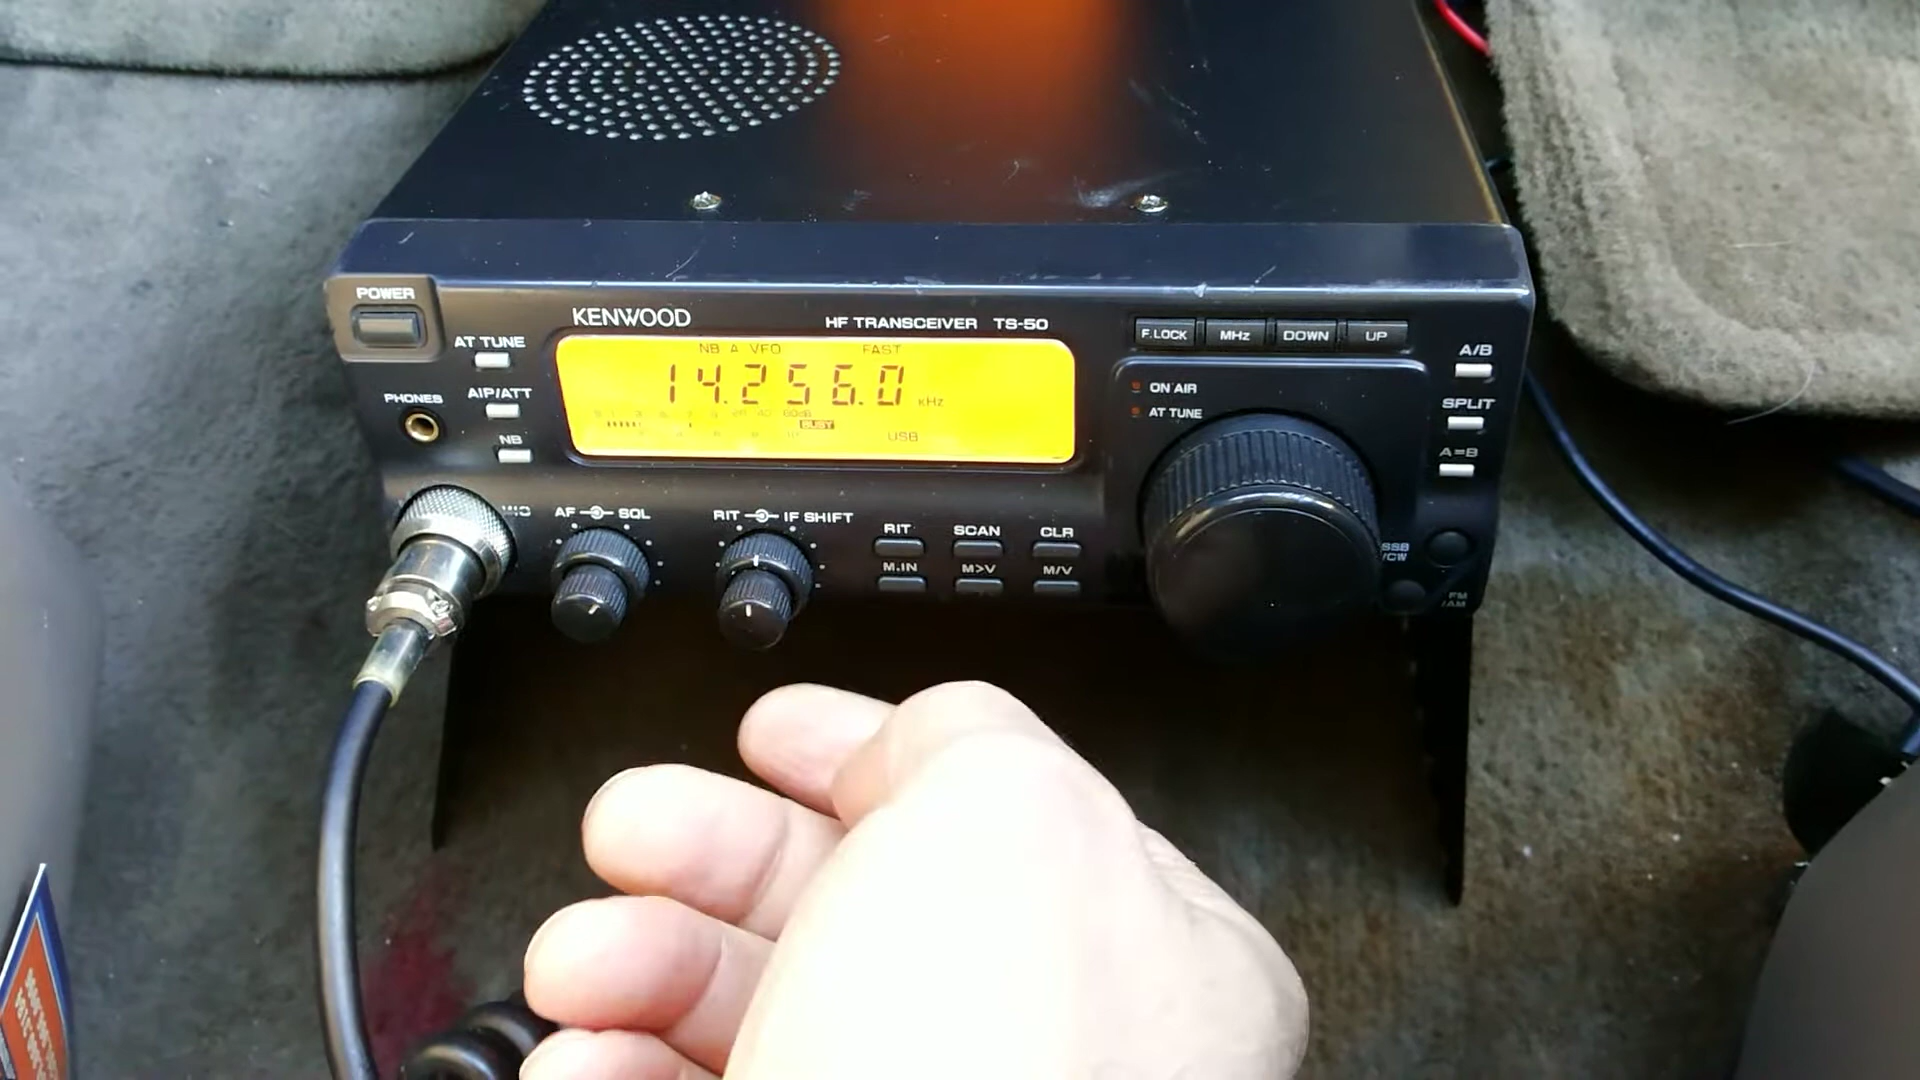 POWER
KENWOOD
HF TRANSCEIVER TS-50
F.LOCK MHz DOWN UP
AT TUNE
NB A VFO FAST
14.256.0 kHz
A/B
AIP/ATT
PHONES
ON AIR
AT TUNE
SPLIT
BUSY
USB
NB
A=B
AF SQL
RIT IF SHIFT
RIT SCAN CLR
M.IN M>V M/V
SSB
/CW
FM
/AM